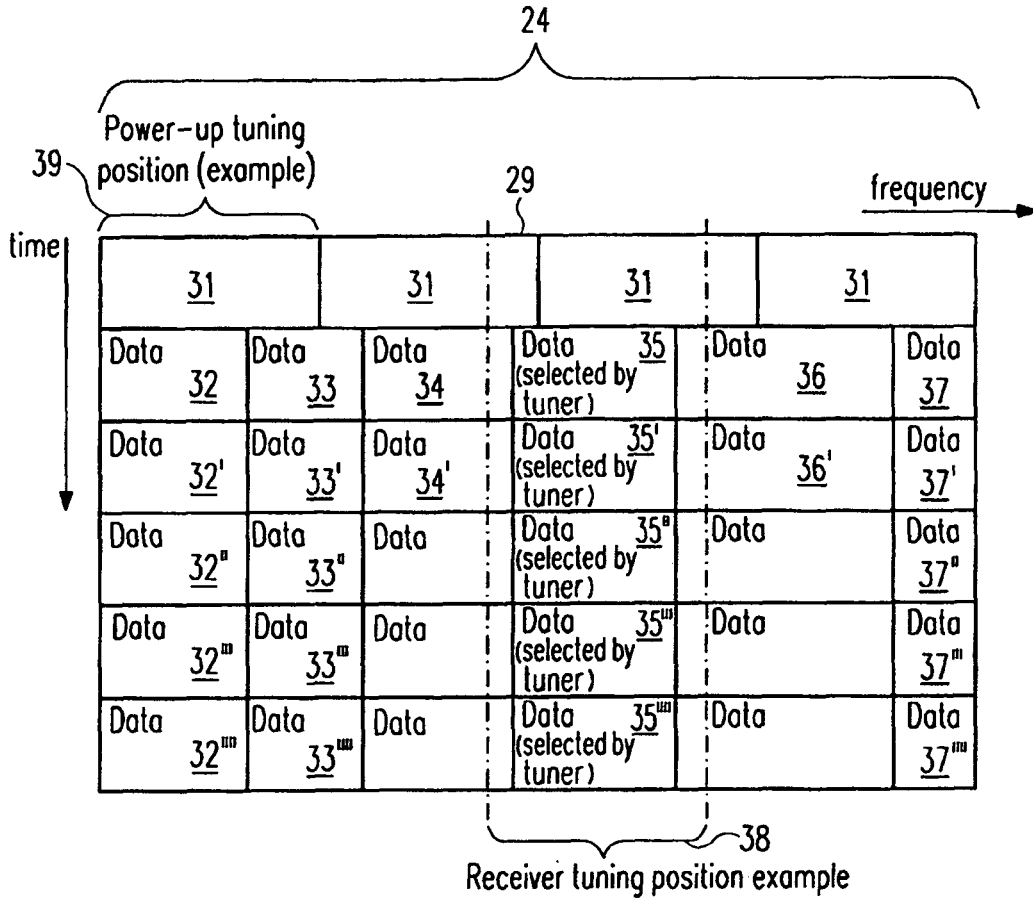 24
Power-up tuning
position (example)
39
29
frequency
time
31 31 31 31
Data 32 Data 33 Data 34 Data 35 (selected by tuner) Data 36 Data 37
Data 32' Data 33' Data 34' Data 35' (selected by tuner) Data 36' Data 37'
Data 32" Data 33" Data Data 35" (selected by tuner) Data Data 37"
Data 32''' Data 33''' Data Data 35''' (selected by tuner) Data Data 37'''
Data 32'''' Data 33'''' Data Data 35'''' (selected by tuner) Data Data 37''''
38
Receiver tuning position example